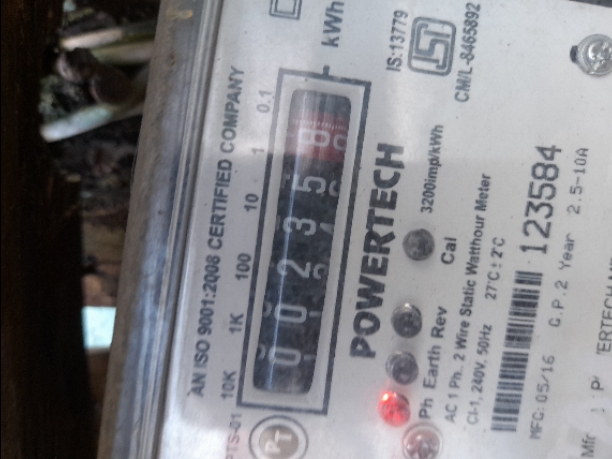 AN ISO 9001:2008 CERTIFIED COMPANY
10K 1K 100 10 1 0.1
002358
kWh
POWERTECH
IS:13779
CM/L-8465892
3200imp/kWh
Ph Earth Rev Cal
AC 1 Ph.. 2 Wire Static Watthour Meter
Cl-1, 240V. 50Hz 27°C ± 2°C
123584
MFG: 05/16 G.P. 2 Year 2.5-10A
Mfr